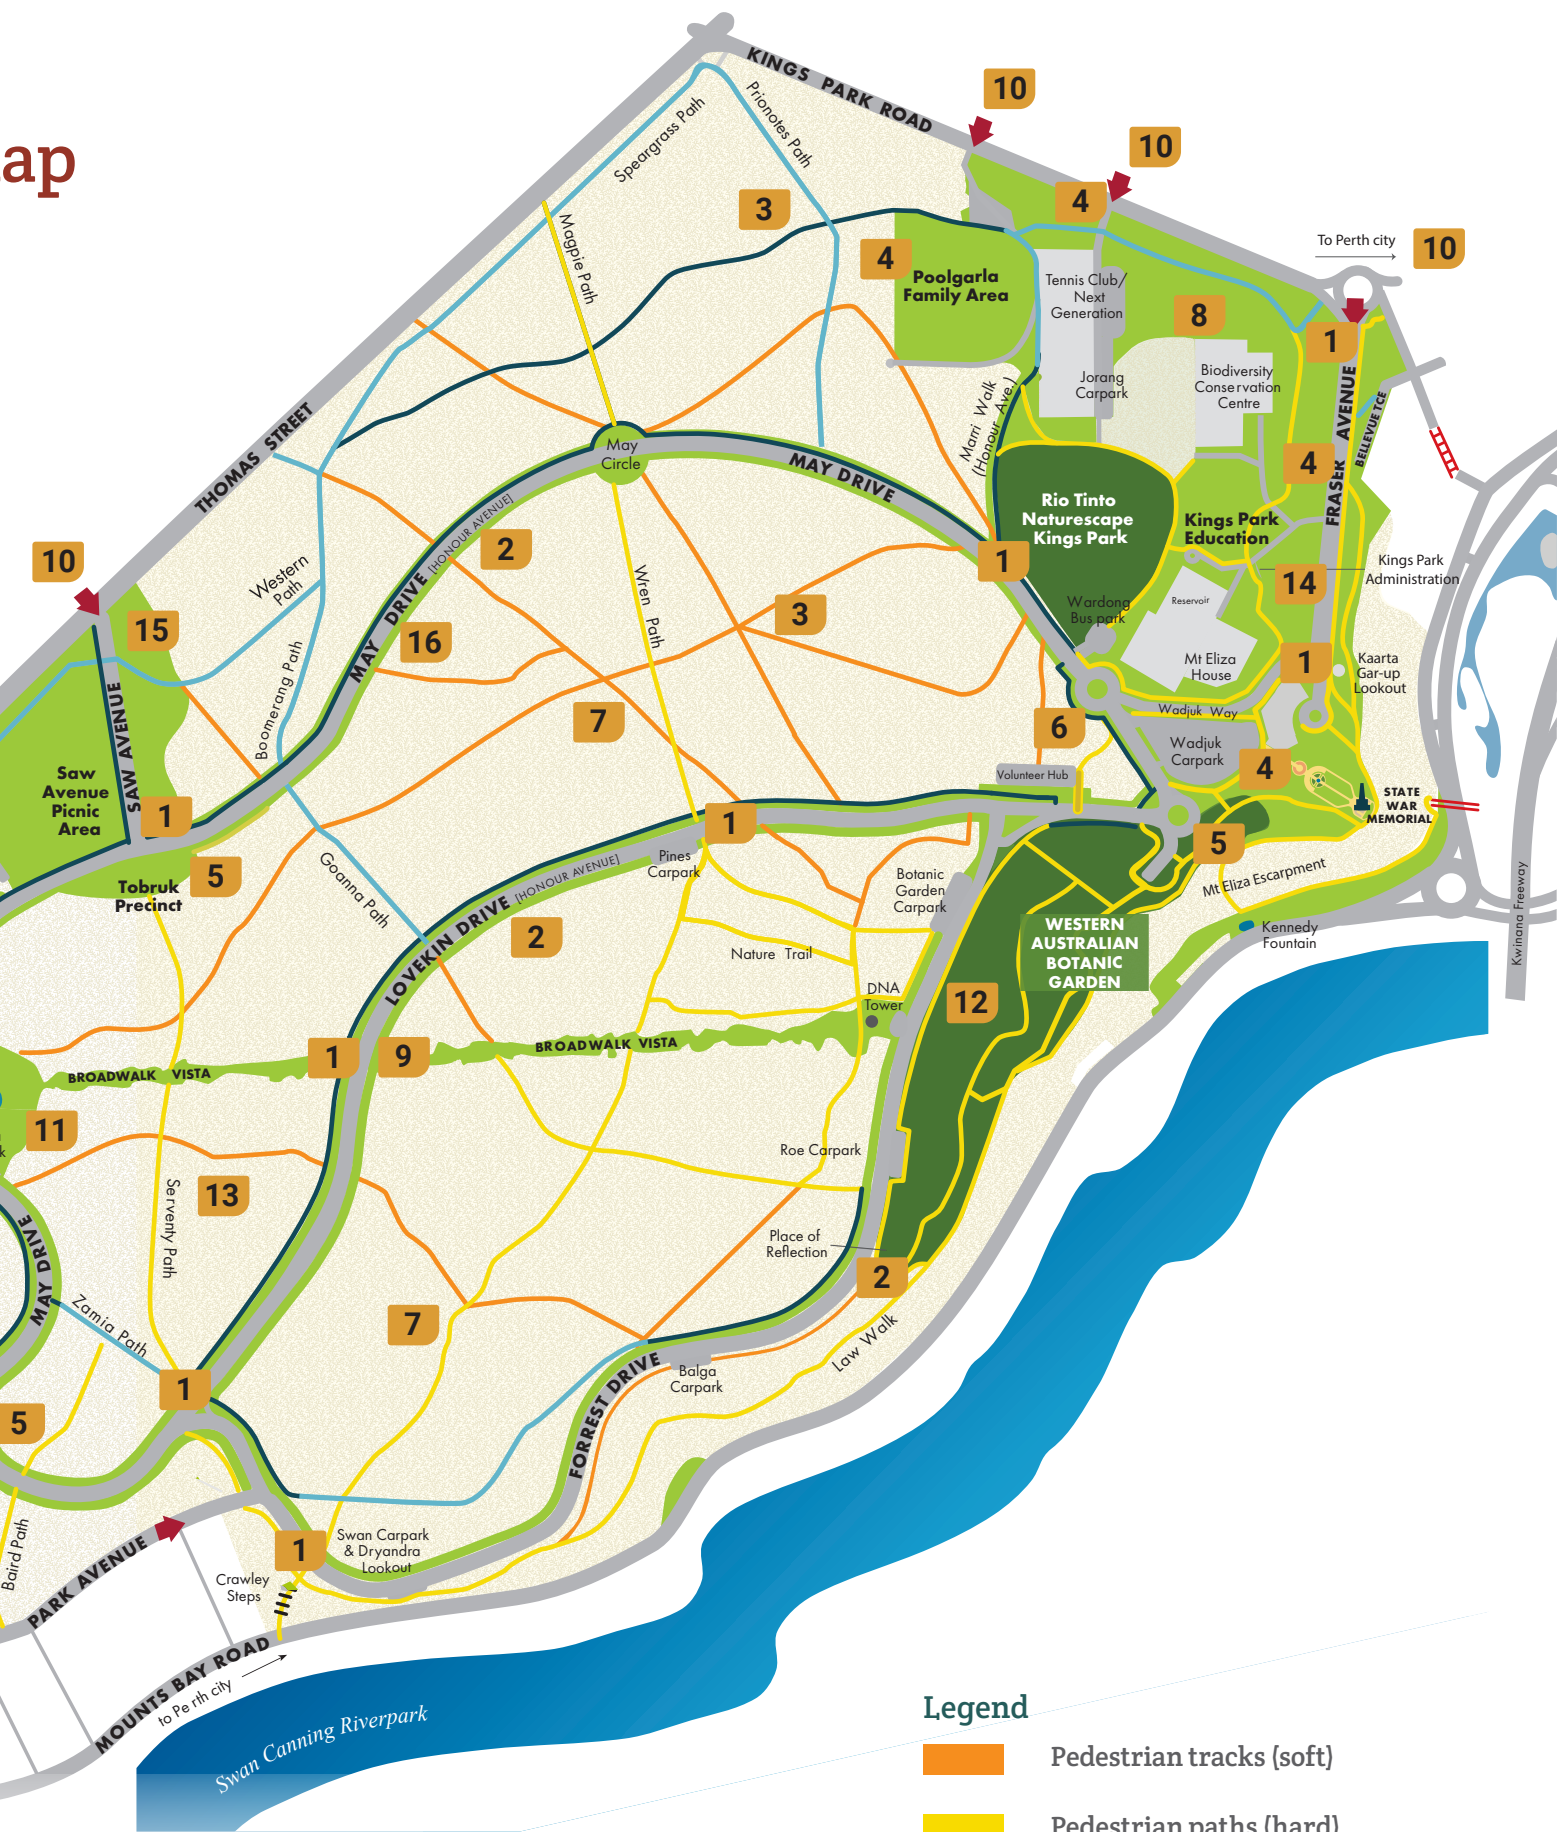 ap
KINGS PARK ROAD
10
10
10
To Perth city
Speargrass Path
Prionotes Path
3
4
4
Magpie Path
Poolgarla
Family Area
Tennis Club/
Next
Generation
8
1
Biodiversity
Conservation
Centre
Jorang
Carpark
Marri Walk
(Honour Ave.)
FRASER AVENUE
BELLEVUE TCE
THOMAS STREET
May
Circle
MAY DRIVE
4
Rio Tinto
Naturescape
Kings Park
Kings Park
Education
MAY DRIVE [HONOUR AVENUE]
2
10
1
Kings Park
Administration
14
Western
Path
Wren Path
Reservoir
Wardong
Bus park
3
15
16
Boomerang Path
Mt Eliza
House
1
Kaarta
Gar-up
Lookout
SAW AVENUE
7
6
Wadjuk Way
Wadjuk
Carpark
4
Volunteer Hub
Saw
Avenue
Picnic
Area
1
STATE
WAR
MEMORIAL
1
5
5
Tobruk
Precinct
Goanna Path
Pines
Carpark
Botanic
Garden
Carpark
Mt Eliza Escarpment
LOVEKIN DRIVE [HONOUR AVENUE]
2
WESTERN
AUSTRALIAN
BOTANIC
GARDEN
Kennedy
Fountain
Kwinana Freeway
Nature Trail
DNA
Tower
12
1
9
BROADWALK VISTA
BROADWALK VISTA
11
k
Roe Carpark
13
Serventy Path
MAY DRIVE
Place of
Reflection
2
Zamia Path
7
Law Walk
1
Balga
Carpark
FORREST DRIVE
5
Baird Path
PARK AVENUE
1
Swan Carpark
& Dryandra
Lookout
Crawley
Steps
MOUNTS BAY ROAD
to Perth city
Swan Canning Riverpark
Legend
Pedestrian tracks (soft)
Pedestrian paths (hard)